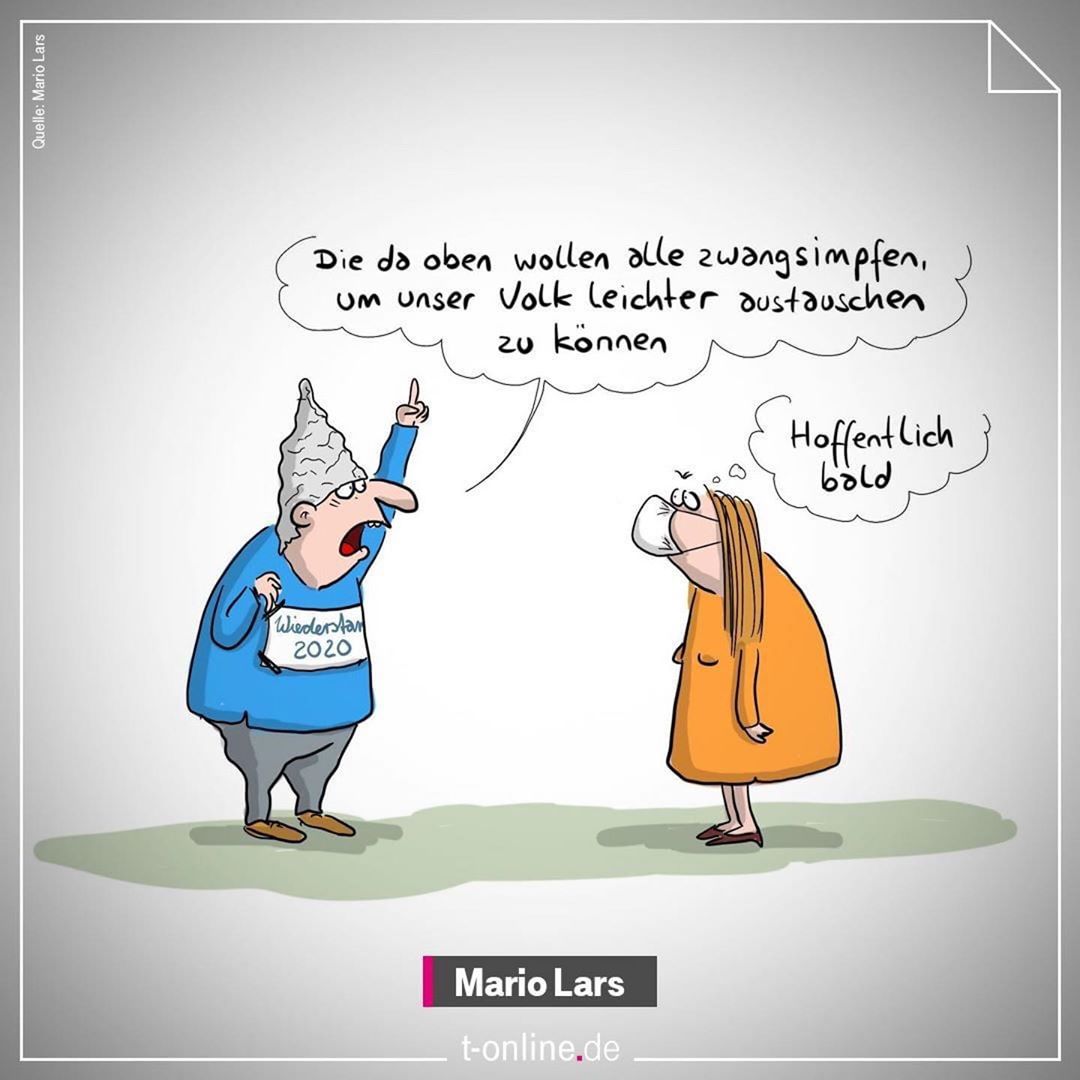 Quelle: Mario Lars
Die da oben wollen alle zwangsimpfen,
um unser Volk leichter austauschen
zu können
Hoffentlich
bald
Wiederstan
2020
Mario Lars
t-online.de